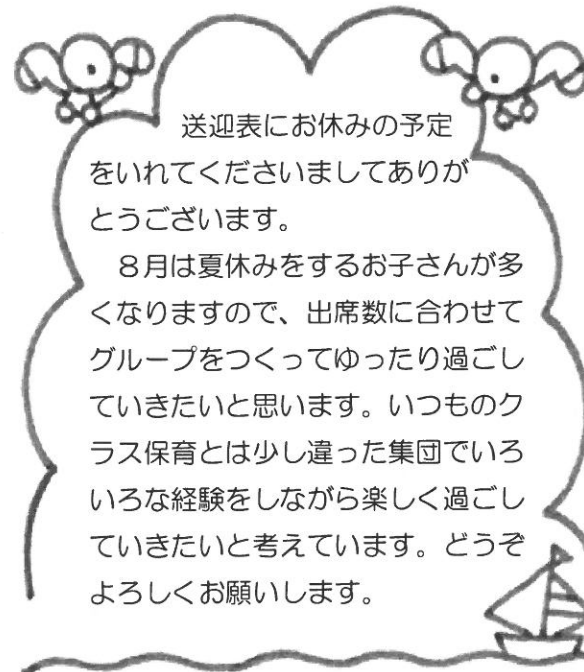 送迎表にお休みの予定
をいれてくださいましてありが
とうございます。
８月は夏休みをするお子さんが多
くなりますので、出席数に合わせて
グループをつくってゆったり過ごし
ていきたいと思います。いつものク
ラス保育とは少し違った集団でいろ
いろな経験をしながら楽しく過ごし
ていきたいと考えています。どうぞ
よろしくお願いします。